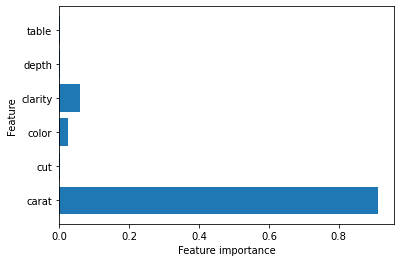 table
depth
clarity
color
cut
carat
Feature
0.0 0.2 0.4 0.6 0.8
Feature importance